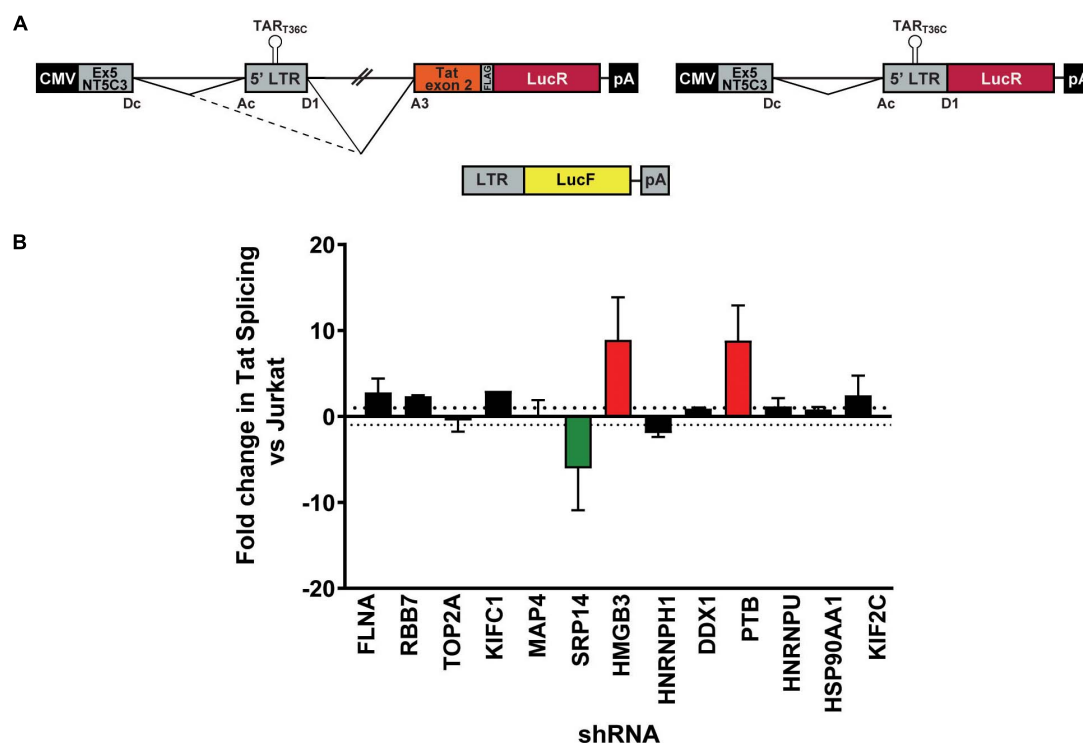 A
TAR T36C
TAR T36C
CMV Ex5 NT5C3 5' LTR Tat exon 2 FLAG LucR pA
CMV Ex5 NT5C3 5' LTR LucR pA
Dc Ac D1 A3
Dc Ac D1
LTR LucF pA
B
Fold change in Tat Splicing
vs Jurkat
20
10
0
-10
-20
FLNA
RBB7
TOP2A
KIFC1
MAP4
SRP14
HMGB3
HNRNPH1
DDX1
PTB
HNRNPU
HSP90AA1
KIF2C
shRNA